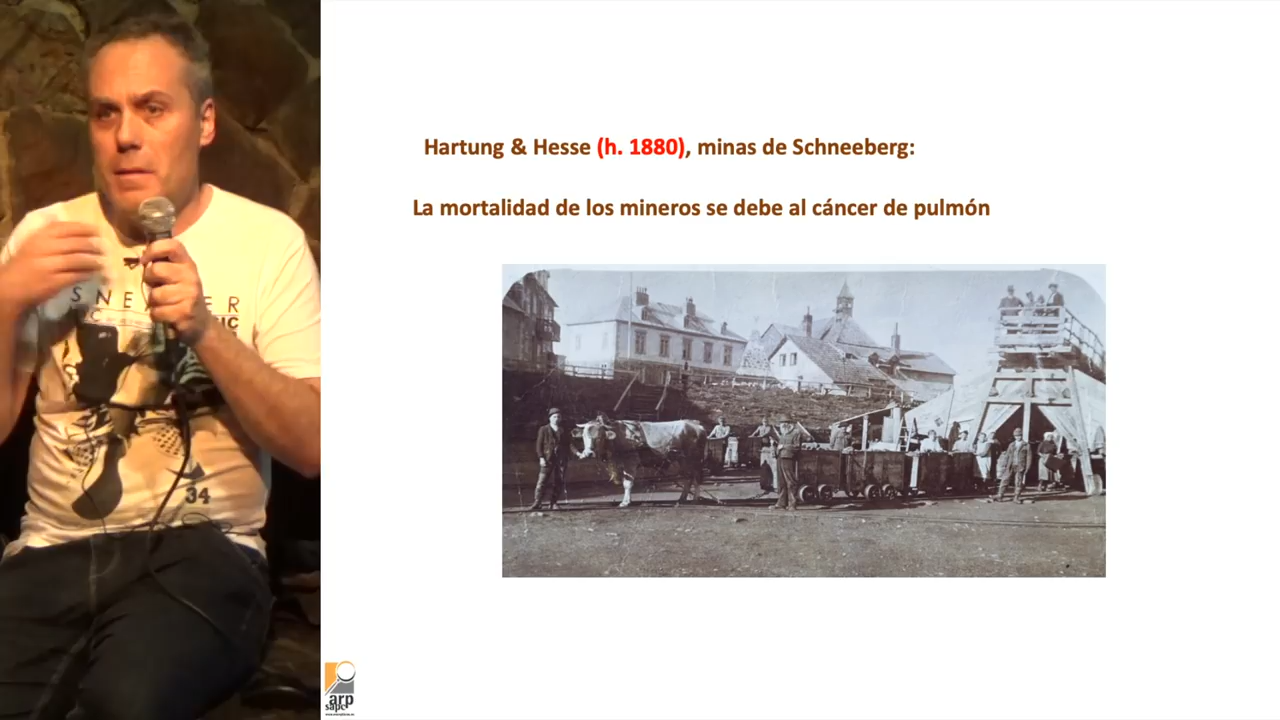 Hartung & Hesse (h. 1880), minas de Schneeberg:
La mortalidad de los mineros se debe al cáncer de pulmón
34
arp
sapc